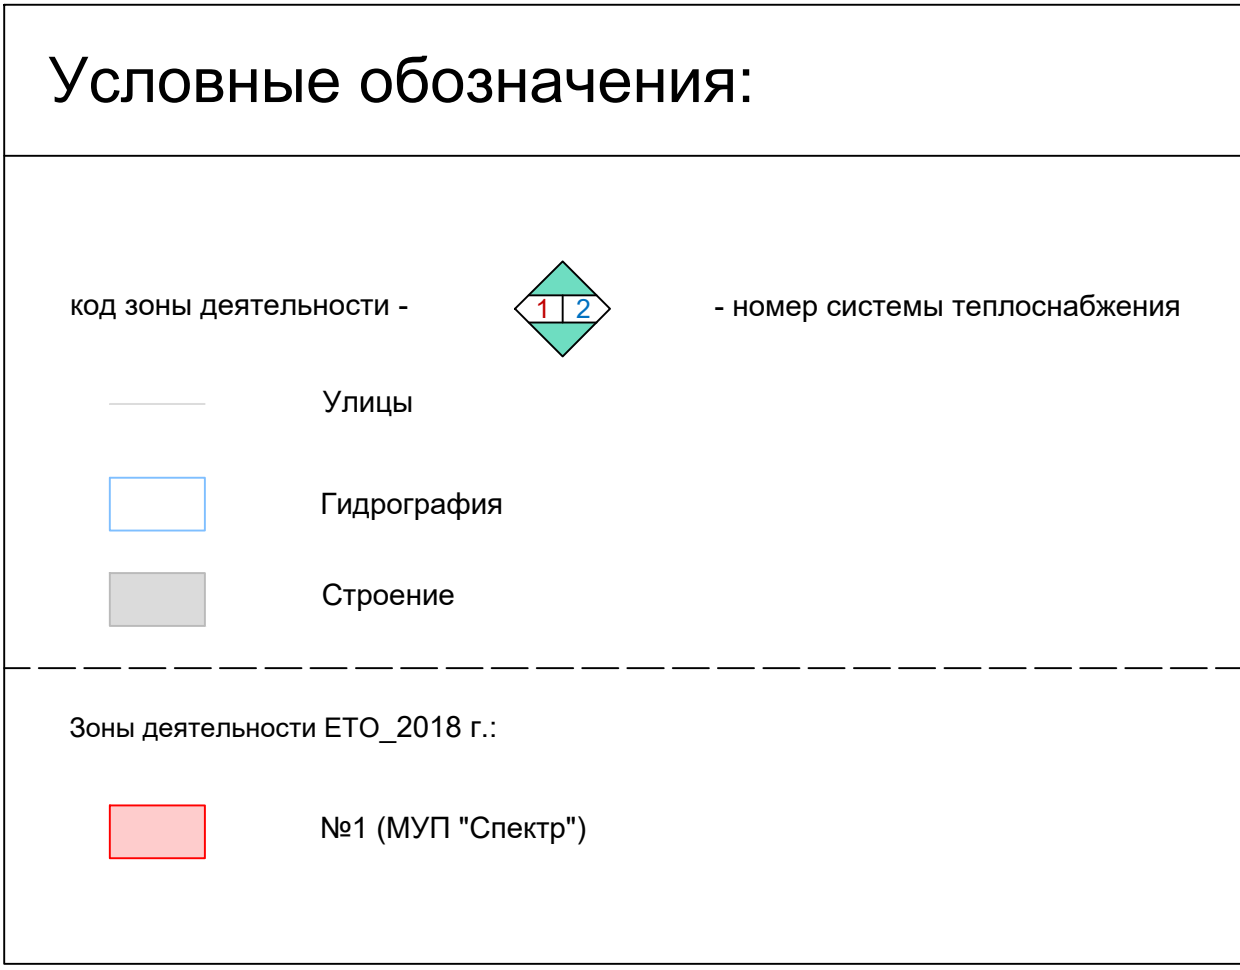 Условные обозначения:
код зоны деятельности - 1 2 - номер системы теплоснабжения
Улицы
Гидрография
Строение
Зоны деятельности ЕТО_2018 г.:
№1 (МУП "Спектр")